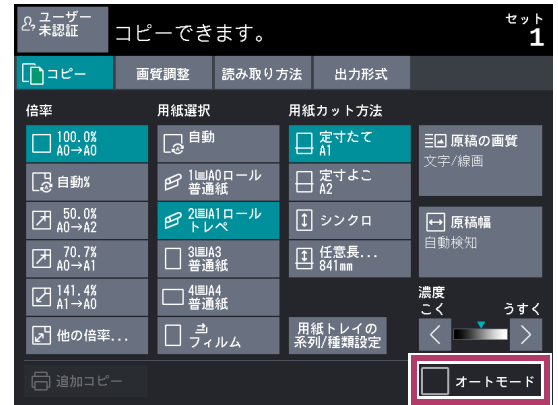 ユーザー
未認証
コピーできます。
セット
1
コピー
画質調整
読み取り方法
出力形式
倍率
用紙選択
用紙カット方法
100.0%
A0→A0
自動%
50.0%
A0→A2
70.7%
A0→A1
141.4%
A1→A0
他の倍率...
自動
1 A0ロール
普通紙
2 A1ロール
トレペ
3 A3
普通紙
4 A4
普通紙
フィルム
定寸たて
A1
定寸よこ
A2
シンクロ
任意長...
841mm
用紙トレイの
系列/種類設定
原稿の画質
文字/線画
原稿幅
自動検知
濃度
こく うすく
追加コピー
オートモード